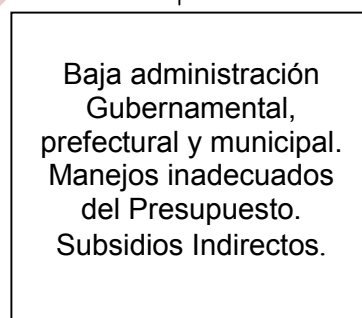 Baja administración
Gubernamental,
prefectural y municipal.
Manejos inadecuados
del Presupuesto.
Subsidios Indirectos.